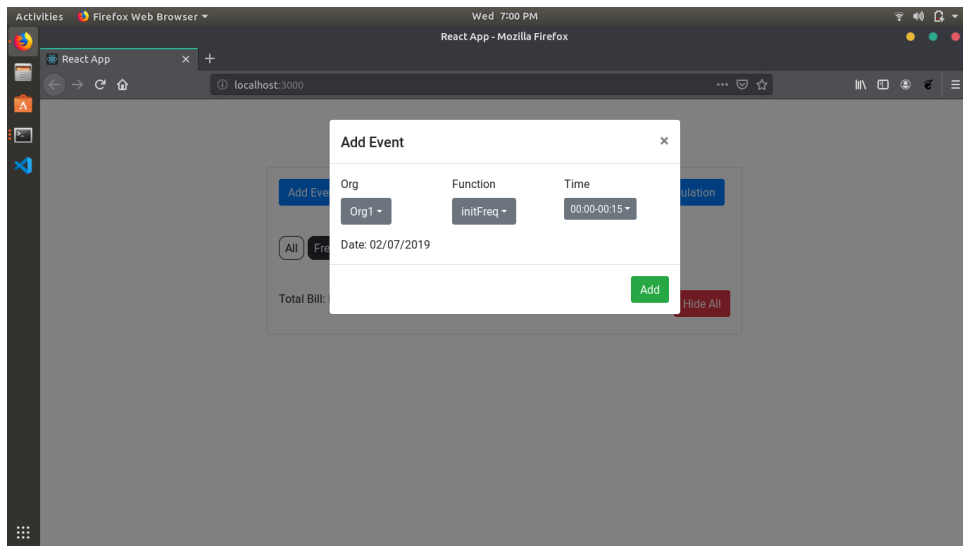 Activities Firefox Web Browser Wed 7:00 PM
React App - Mozilla Firefox
React App
localhost:3000
Add Event ×
Org Function Time
Org1 initFreq 00:00-00:15
Date: 02/07/2019
Add
Add Eve ulation
All Fre
Total Bill:
Hide All